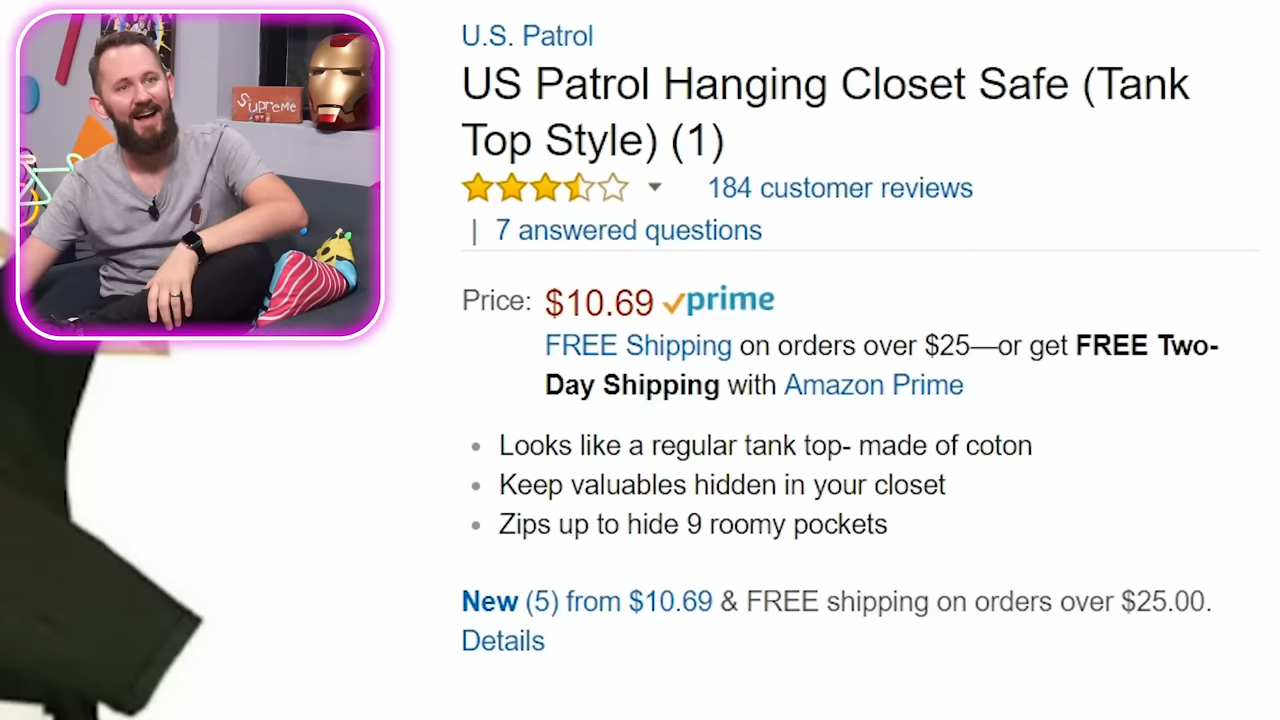 Supreme
U.S. Patrol
US Patrol Hanging Closet Safe (Tank
Top Style) (1)
184 customer reviews
| 7 answered questions
Price: $10.69 prime
FREE Shipping on orders over $25—or get FREE Two-
Day Shipping with Amazon Prime
• Looks like a regular tank top- made of coton
• Keep valuables hidden in your closet
• Zips up to hide 9 roomy pockets
New (5) from $10.69 & FREE shipping on orders over $25.00.
Details